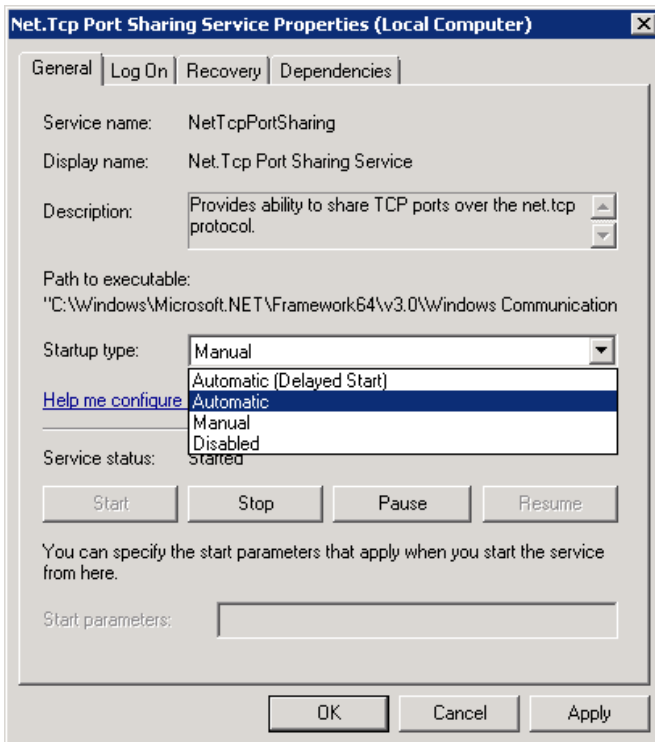 Net.Tcp Port Sharing Service Properties (Local Computer)
General Log On Recovery Dependencies
Service name: NetTcpPortSharing
Display name: Net.Tcp Port Sharing Service
Description: Provides ability to share TCP ports over the net.tcp
protocol.
Path to executable:
"C:\Windows\Microsoft.NET\Framework64\v3.0\Windows Communication
Startup type: Manual
Automatic (Delayed Start)
Help me configure Automatic
Manual
Disabled
Service status: Started
Start Stop Pause Resume
You can specify the start parameters that apply when you start the service
from here.
Start parameters:
OK Cancel Apply